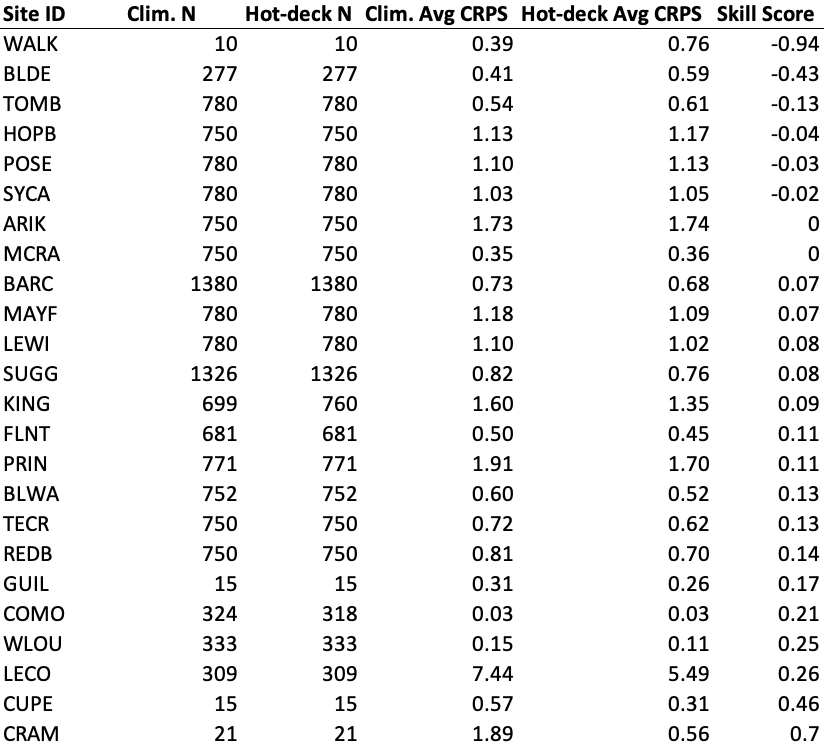 Site ID Clim. N Hot-deck N Clim. Avg CRPS Hot-deck Avg CRPS Skill Score
WALK 10 10 0.39 0.76 -0.94
BLDE 277 277 0.41 0.59 -0.43
TOMB 780 780 0.54 0.61 -0.13
HOPB 750 750 1.13 1.17 -0.04
POSE 780 780 1.10 1.13 -0.03
SYCA 780 780 1.03 1.05 -0.02
ARIK 750 750 1.73 1.74 0
MCRA 750 750 0.35 0.36 0
BARC 1380 1380 0.73 0.68 0.07
MAYF 780 780 1.18 1.09 0.07
LEWI 780 780 1.10 1.02 0.08
SUGG 1326 1326 0.82 0.76 0.08
KING 699 760 1.60 1.35 0.09
FLNT 681 681 0.50 0.45 0.11
PRIN 771 771 1.91 1.70 0.11
BLWA 752 752 0.60 0.52 0.13
TECR 750 750 0.72 0.62 0.13
REDB 750 750 0.81 0.70 0.14
GUIL 15 15 0.31 0.26 0.17
COMO 324 318 0.03 0.03 0.21
WLOU 333 333 0.15 0.11 0.25
LECO 309 309 7.44 5.49 0.26
CUPE 15 15 0.57 0.31 0.46
CRAM 21 21 1.89 0.56 0.7